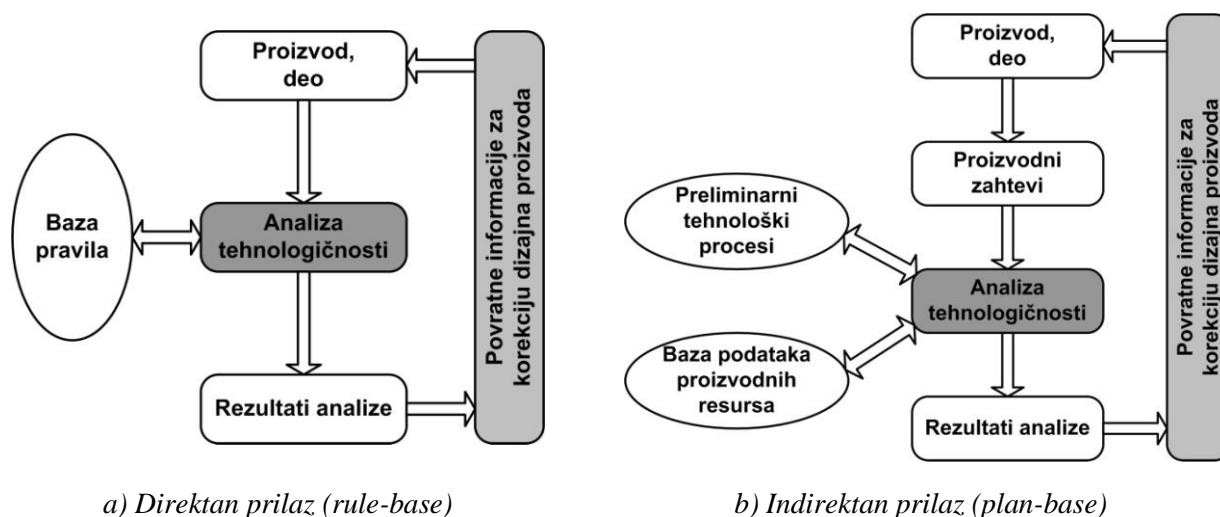 Proizvod,
deo
Baza
pravila
Analiza
tehnologičnosti
Rezultati analize
Povratne informacije za
korekciju dizajna proizvoda
a) Direktan prilaz (rule-base)
Proizvod,
deo
Proizvodni
zahtevi
Preliminarni
tehnološki
procesi
Analiza
tehnologičnosti
Baza podataka
proizvodnih
resursa
Rezultati analize
Povratne informacije za
korekciju dizajna proizvoda
b) Indirektan prilaz (plan-base)